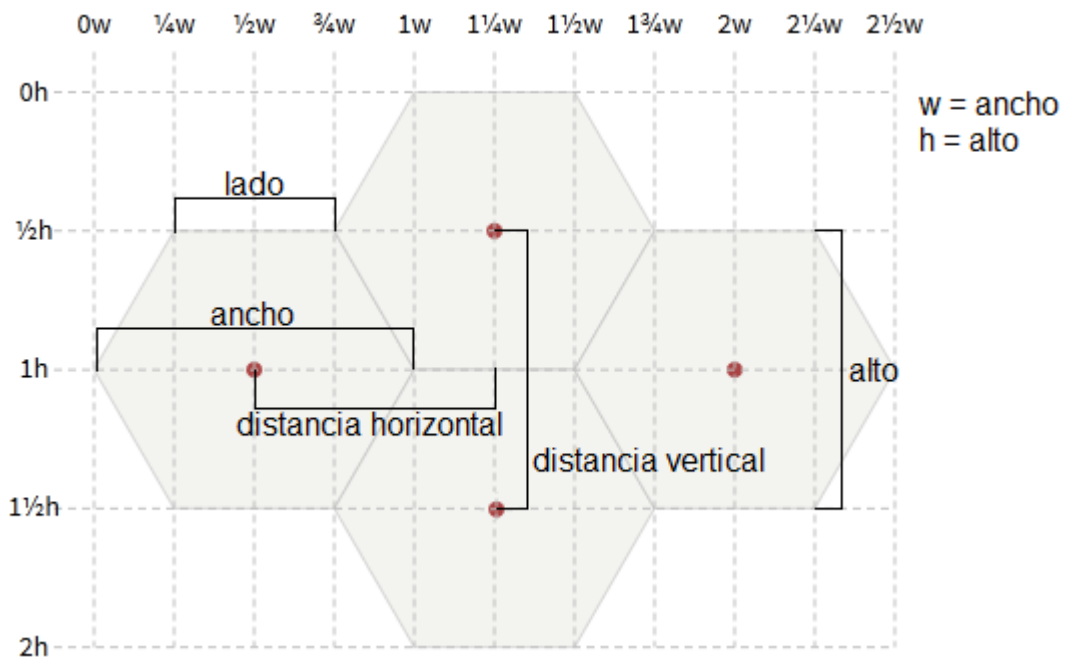 0w ¼w ½w ¾w 1w 1¼w 1½w 1¾w 2w 2¼w 2½w
0h
w = ancho
h = alto
lado
½h
ancho
1h
alto
distancia horizontal
distancia vertical
1½h
2h